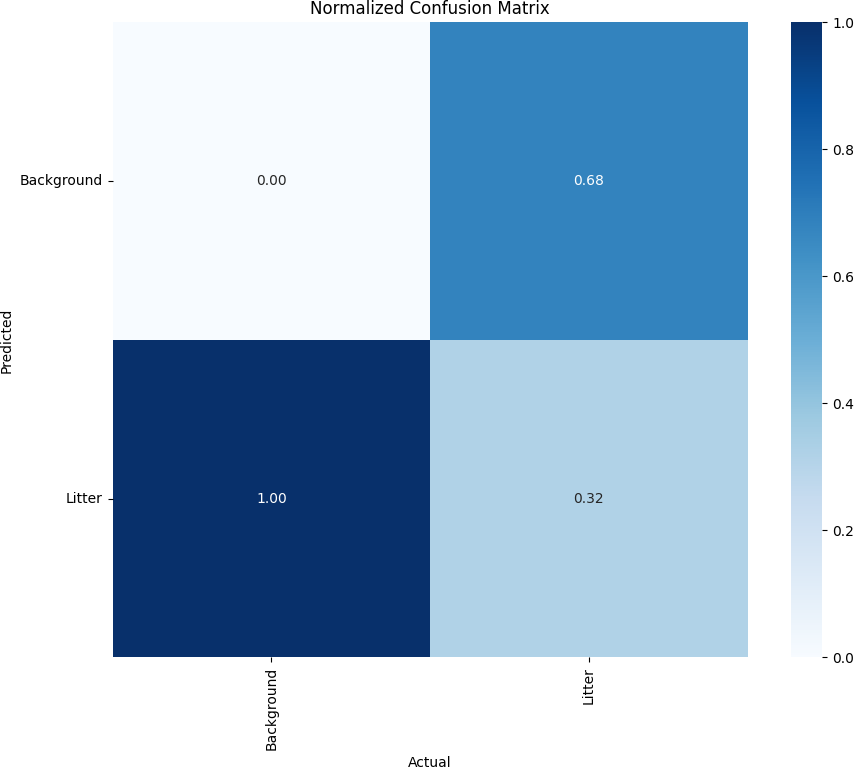 Normalized Confusion Matrix
1.0
0.8
Background
0.00
0.68
0.6
Predicted
0.4
Litter
1.00
0.32
0.2
0.0
Background
Litter
Actual